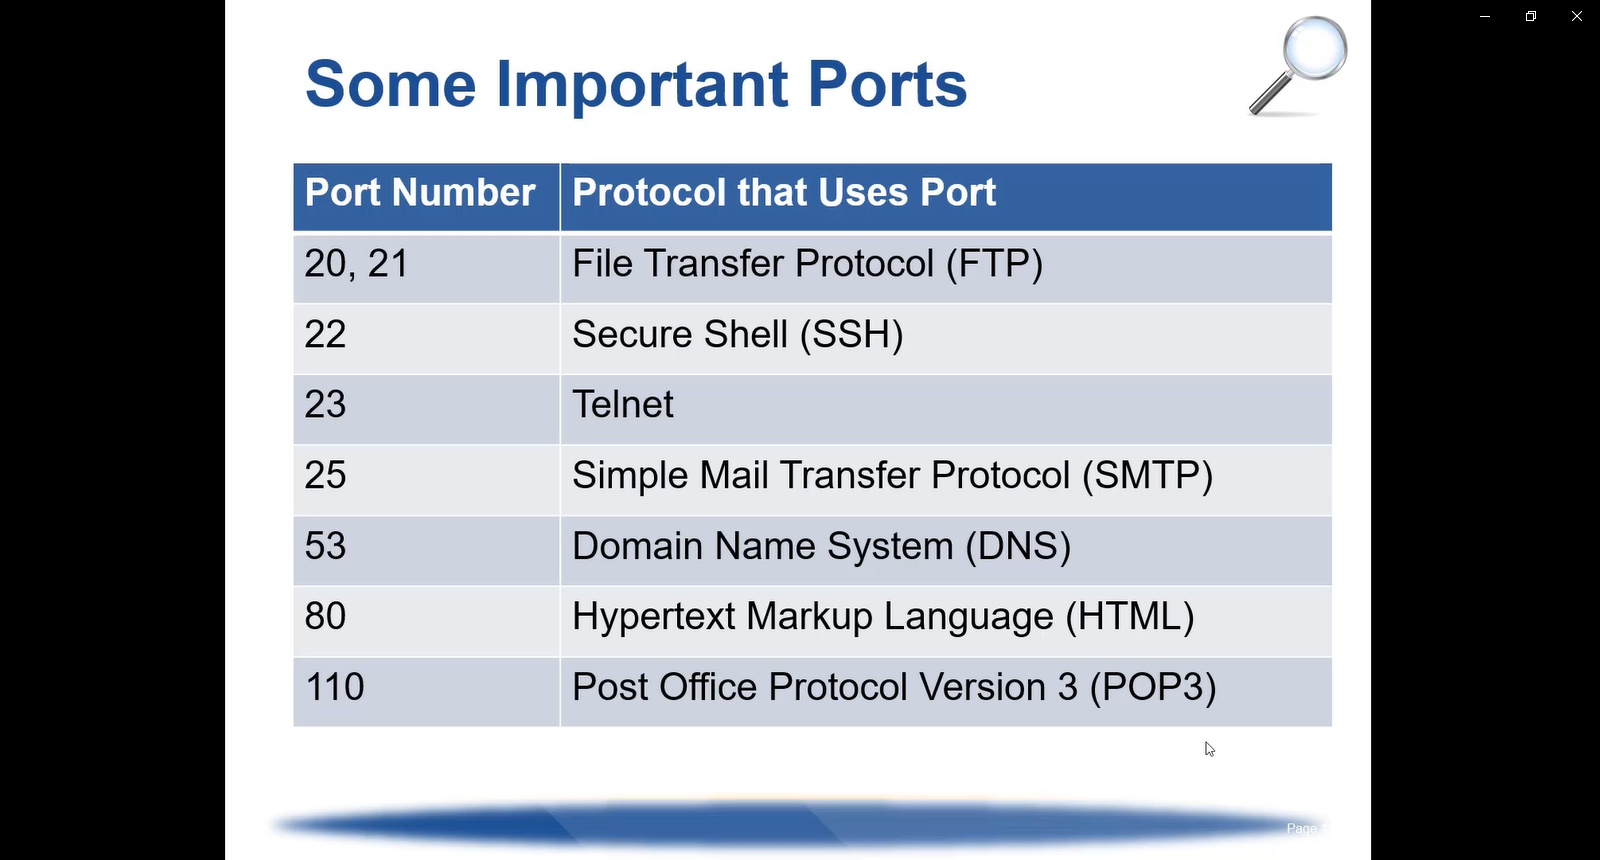 Some Important Ports
Port Number Protocol that Uses Port
20, 21 File Transfer Protocol (FTP)
22 Secure Shell (SSH)
23 Telnet
25 Simple Mail Transfer Protocol (SMTP)
53 Domain Name System (DNS)
80 Hypertext Markup Language (HTML)
110 Post Office Protocol Version 3 (POP3)
Page